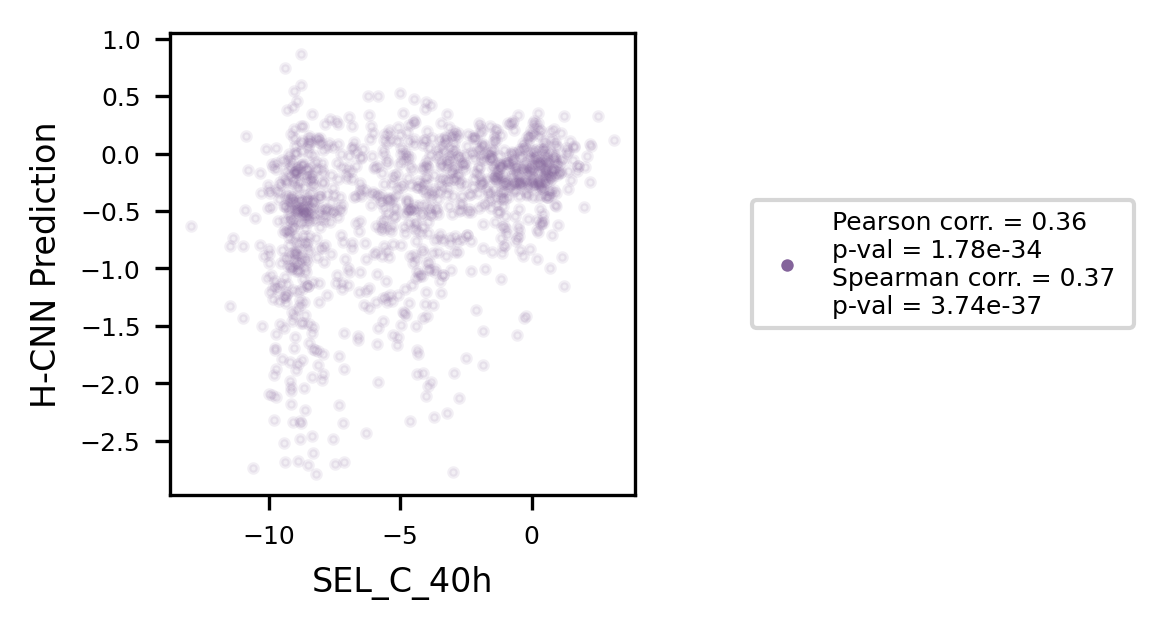 1.0
0.5
0.0
−0.5
−1.0
−1.5
−2.0
−2.5
H-CNN Prediction
−10
−5
0
SEL_C_40h
Pearson corr. = 0.36
p-val = 1.78e-34
Spearman corr. = 0.37
p-val = 3.74e-37